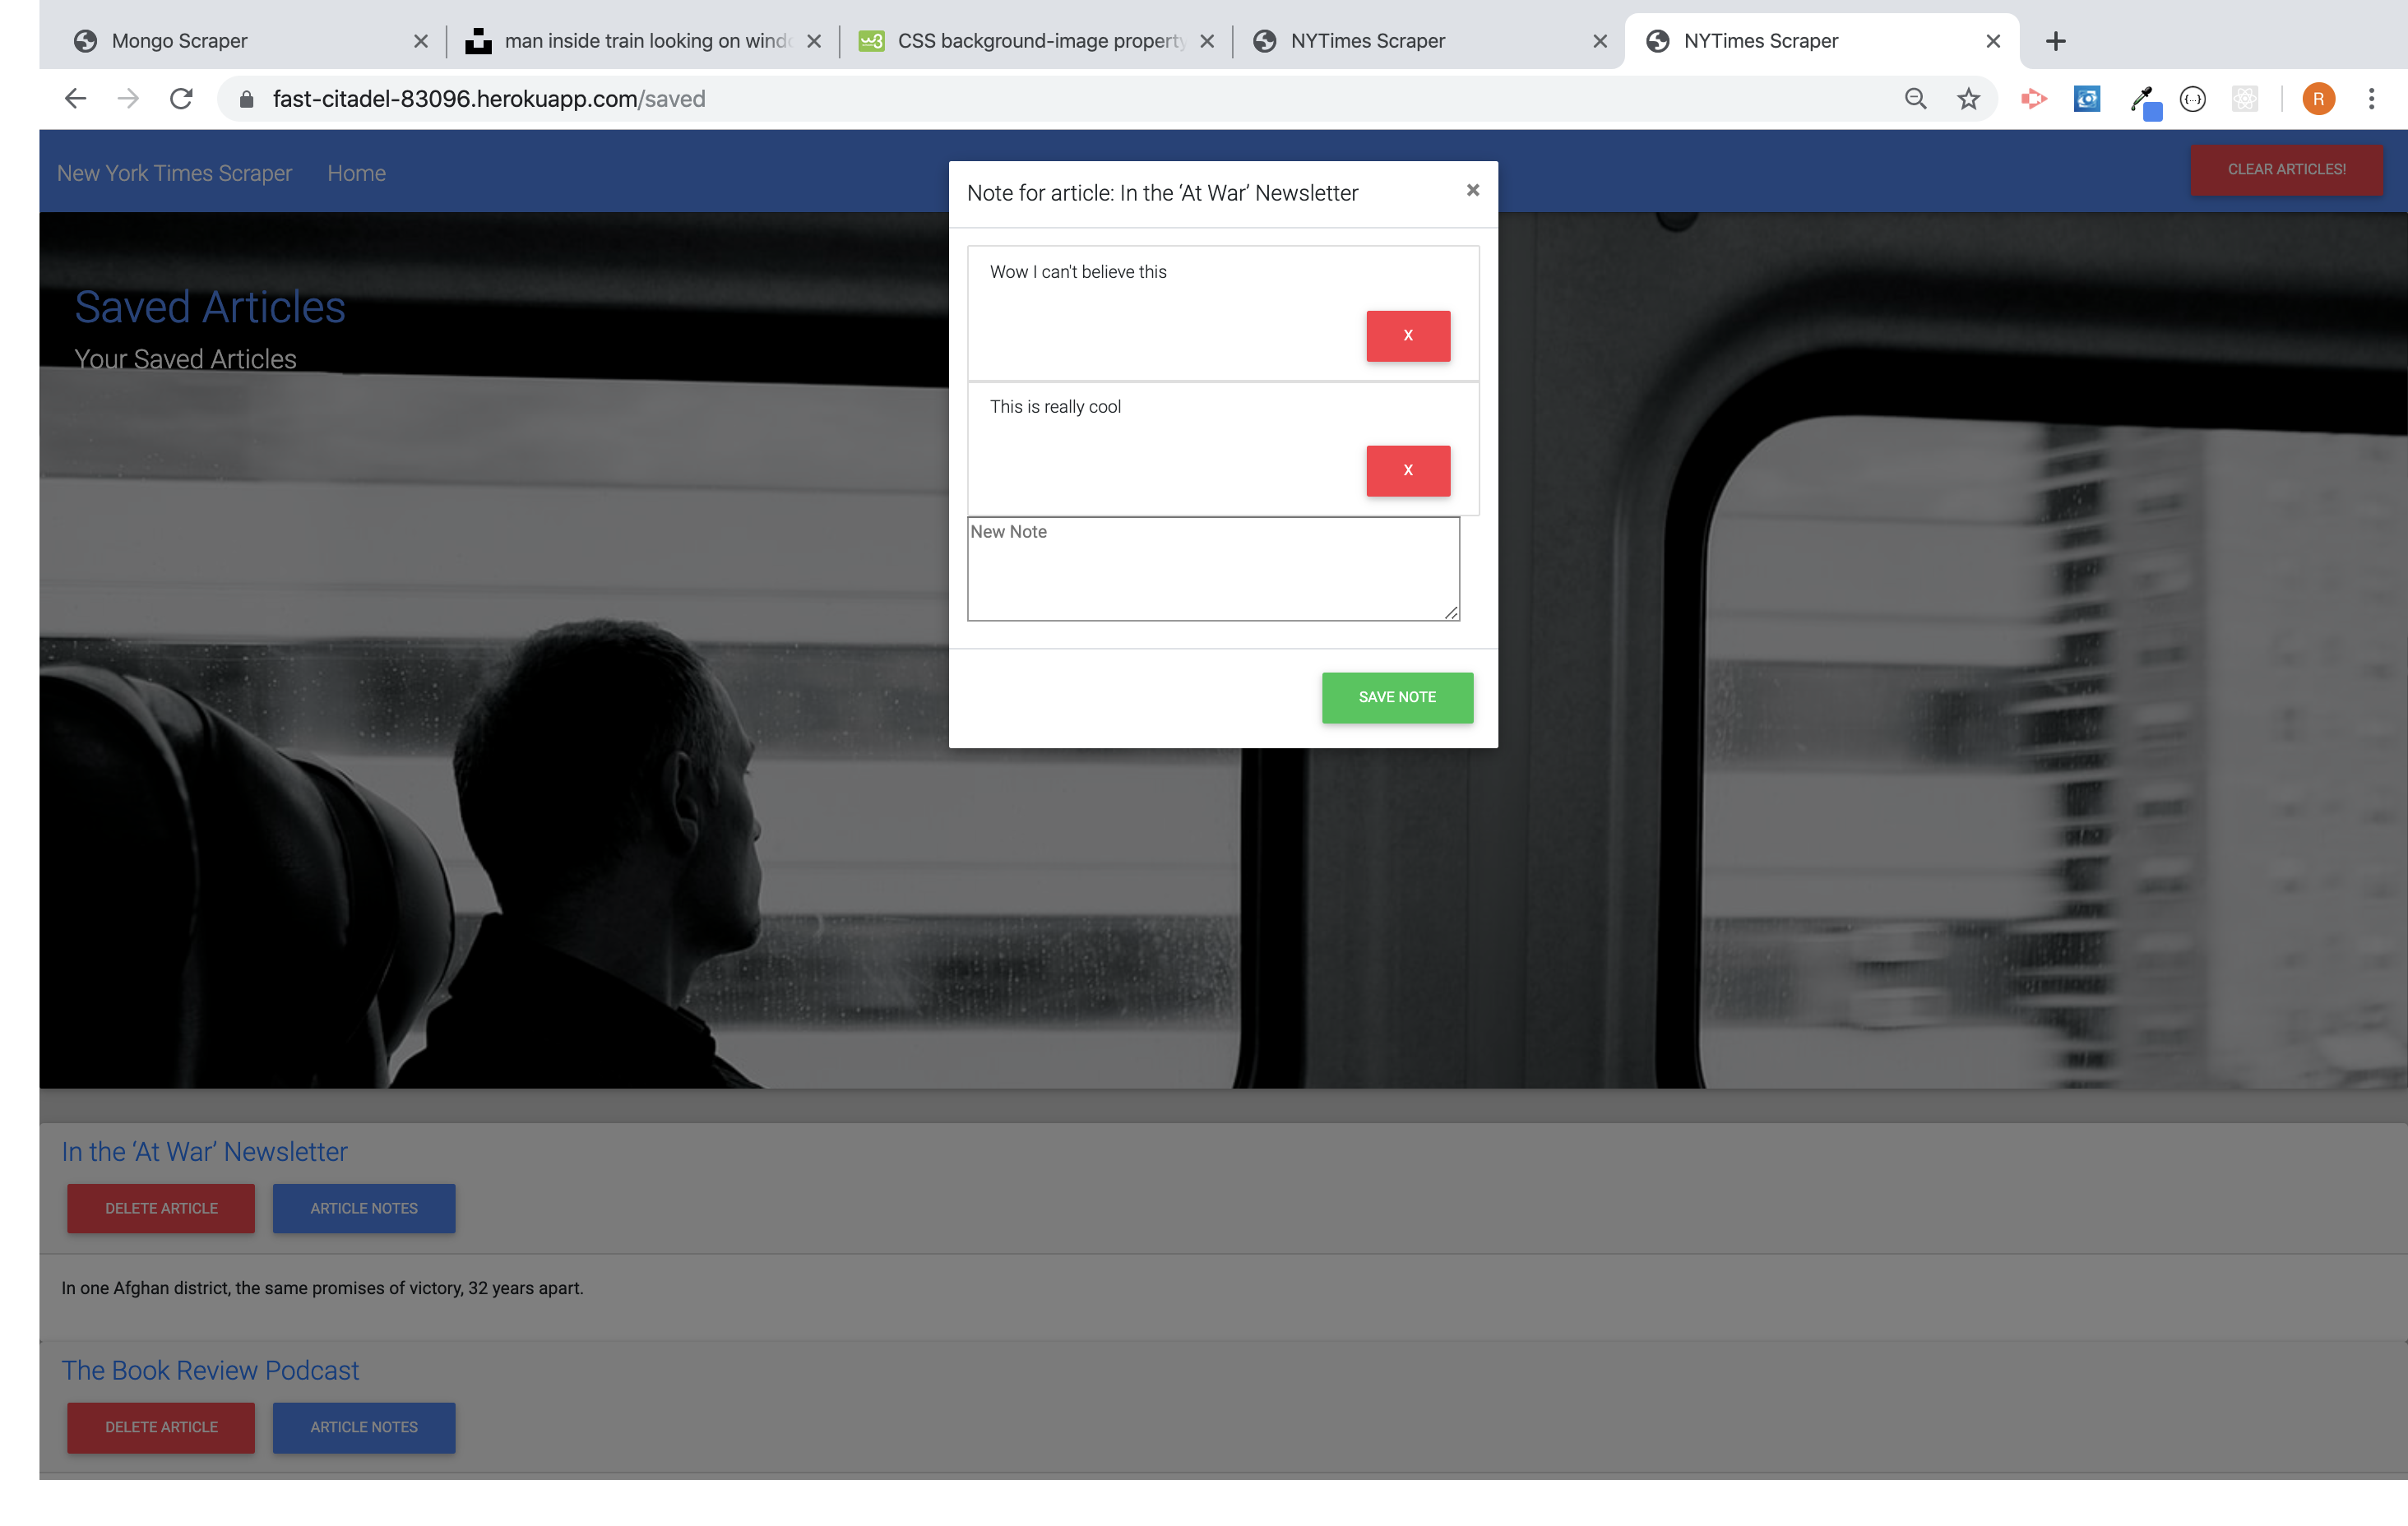 Mongo Scraper
man inside train looking on windo
CSS background-image property
NYTimes Scraper
NYTimes Scraper
fast-citadel-83096.herokuapp.com/saved
R
New York Times Scraper
Home
CLEAR ARTICLES!
Note for article: In the ‘At War’ Newsletter
×
Wow I can't believe this
X
This is really cool
X
New Note
SAVE NOTE
Saved Articles
Your Saved Articles
In the ‘At War’ Newsletter
DELETE ARTICLE
ARTICLE NOTES
In one Afghan district, the same promises of victory, 32 years apart.
The Book Review Podcast
DELETE ARTICLE
ARTICLE NOTES